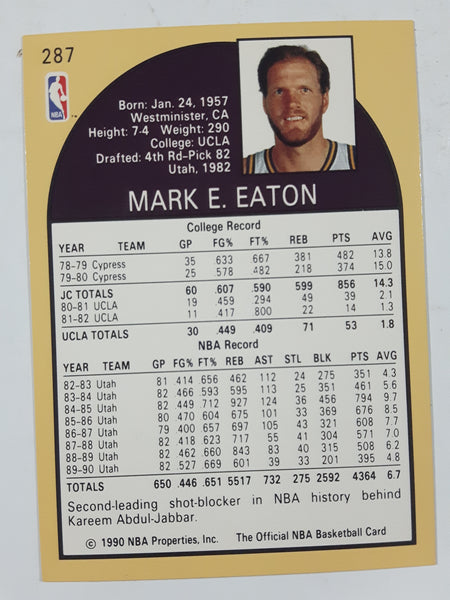 287
NBA
Born: Jan. 24, 1957
Westminister, CA
Height: 7-4 Weight: 290
College: UCLA
Drafted: 4th Rd-Pick 82
Utah, 1982
MARK E. EATON
College Record
YEAR TEAM GP FG% FT% REB PTS AVG
78-79 Cypress 35 .633 .667 381 482 13.8
79-80 Cypress 25 .578 .482 218 374 15.0
JC TOTALS 60 .607 .590 599 856 14.3
80-81 UCLA 19 .459 .294 49 39 2.1
81-82 UCLA 11 .417 .800 22 14 1.3
UCLA TOTALS 30 .449 .409 71 53 1.8
NBA Record
YEAR TEAM GP FG% FT% REB AST STL BLK PTS AVG
82-83 Utah 81 .414 .656 462 112 24 275 351 4.3
83-84 Utah 82 .466 .593 595 113 25 351 461 5.6
84-85 Utah 82 .449 .712 927 124 36 456 794 9.7
85-86 Utah 80 .470 .604 675 101 33 369 676 8.5
86-87 Utah 79 .400 .657 697 105 43 321 608 7.7
87-88 Utah 82 .418 .623 717 55 41 304 571 7.0
88-89 Utah 82 .462 .660 843 83 40 315 508 6.2
89-90 Utah 82 .527 .669 601 39 33 201 395 4.8
TOTALS 650 .446 .651 5517 732 275 2592 4364 6.7
Second-leading shot-blocker in NBA history behind
Kareem Abdul-Jabbar.
© 1990 NBA Properties, Inc. The Official NBA Basketball Card